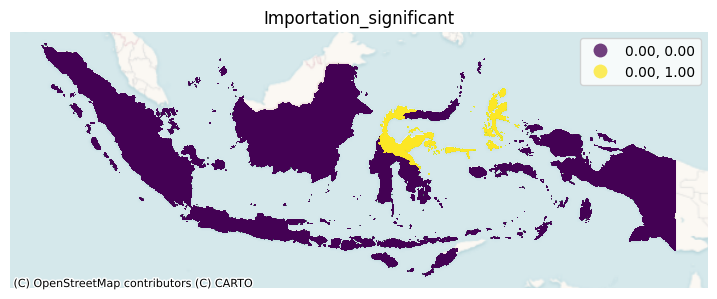 Importation_significant
0.00, 0.00
0.00, 1.00
(C) OpenStreetMap contributors (C) CARTO